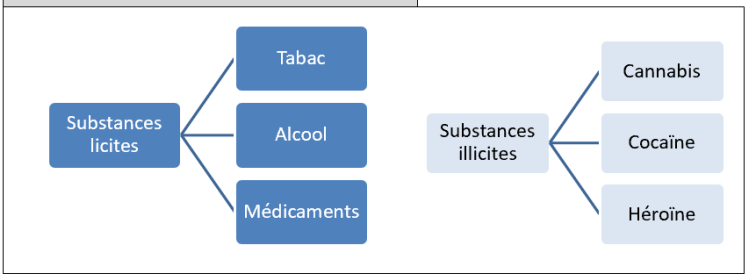 Substances
licites
Tabac
Alcool
Médicaments
Substances
illicites
Cannabis
Cocaïne
Héroïne